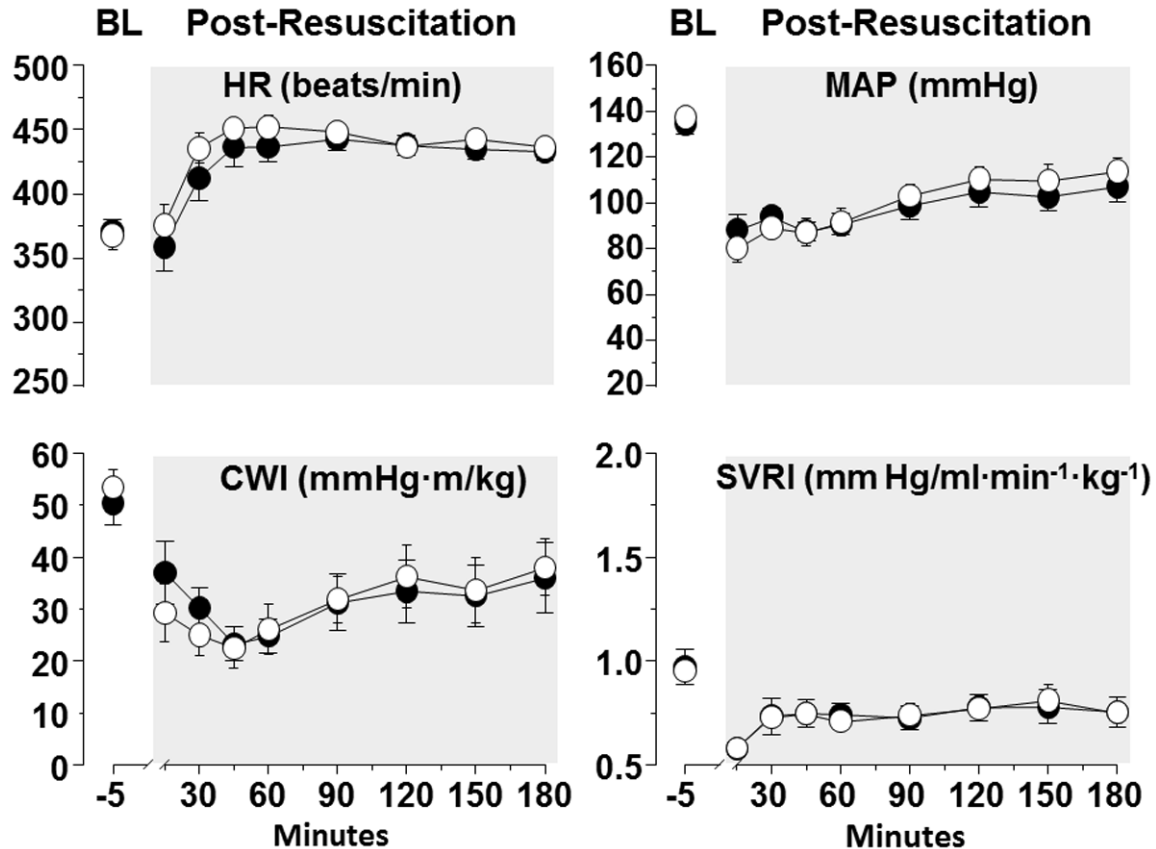 BL Post-Resuscitation
HR (beats/min)
500
450
400
350
300
250
BL Post-Resuscitation
MAP (mmHg)
160
140
120
100
80
60
40
20
CWI (mmHg·m/kg)
60
50
40
30
20
10
0
-5 30 60 90 120 150 180
Minutes
SVRI (mm Hg/ml·min⁻¹·kg⁻¹)
2.0
1.5
1.0
0.5
-5 30 60 90 120 150 180
Minutes